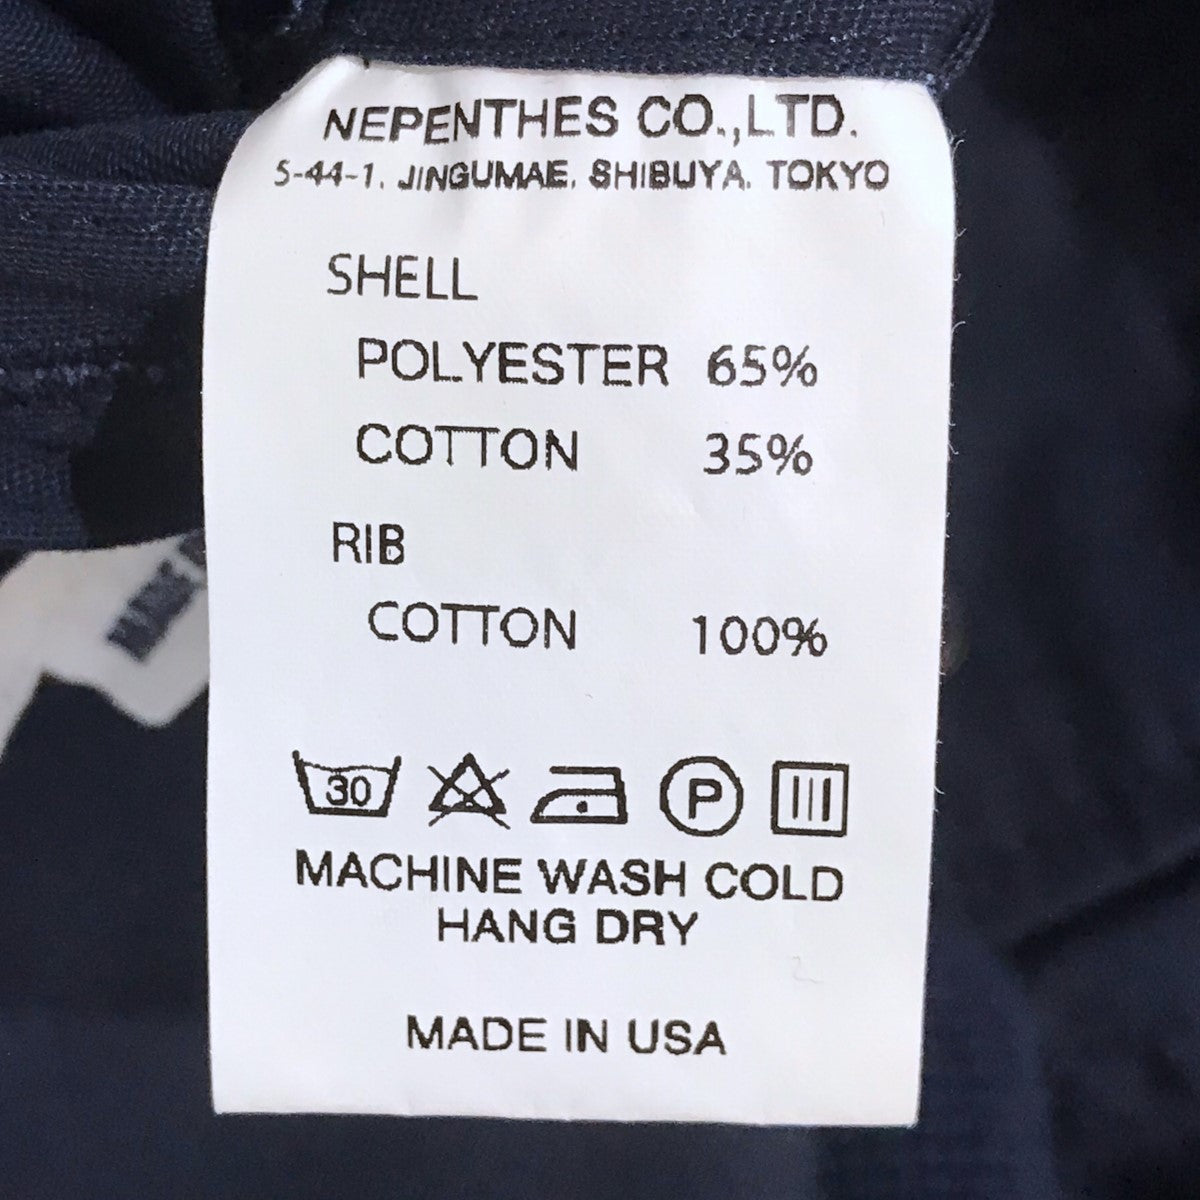 NEPENTHES CO.,LTD.
5-44-1, JINGUMAE, SHIBUYA, TOKYO
SHELL
POLYESTER 65%
COTTON 35%
RIB
COTTON 100%
30 P
MACHINE WASH COLD
HANG DRY
MADE IN USA
MADE